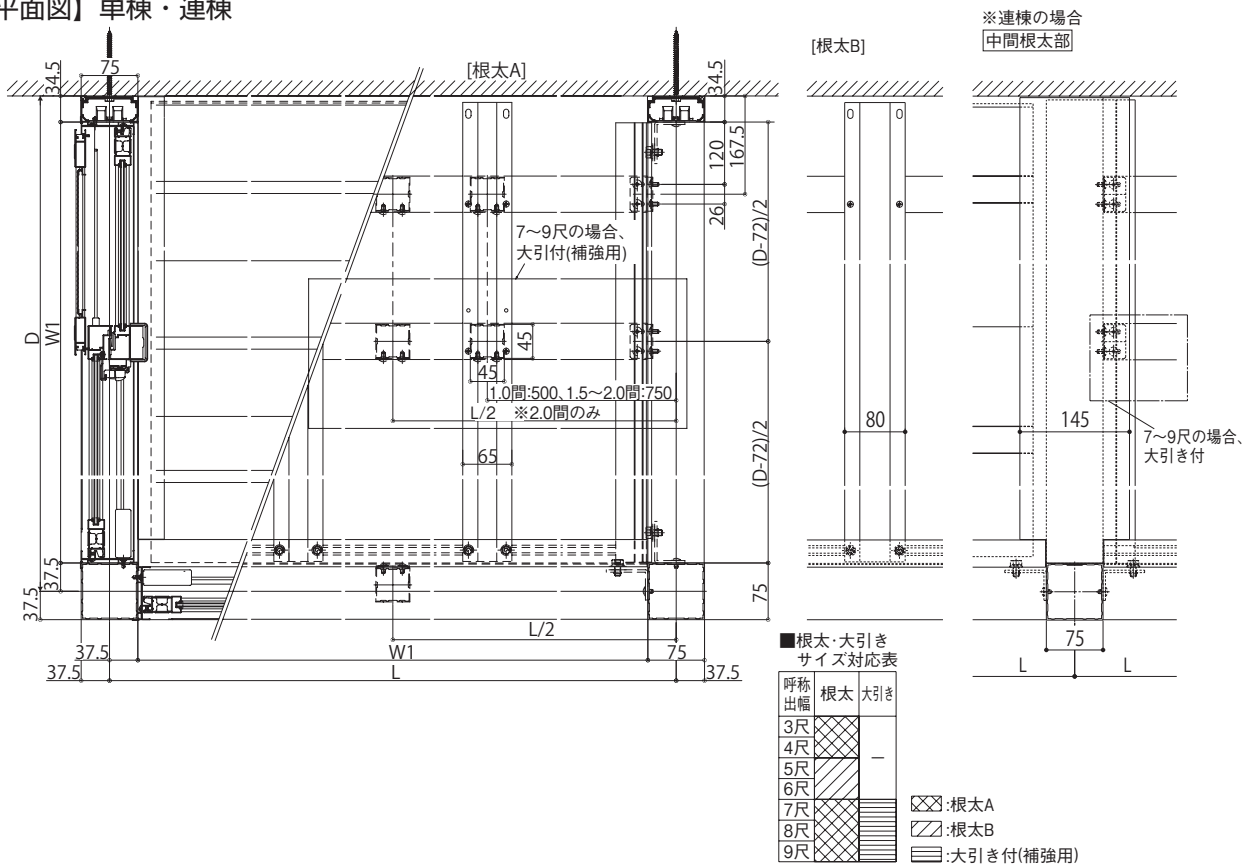 平面図】単棟・連棟
※連棟の場合
中間根太部
[根太B]
[根太A]
34.5
75
34.5
120
167.5
26
(D-72)/2
7～9尺の場合、
大引付(補強用)
D
W1
45
45
1.0間:500、1.5～2.0間:750
L/2 ※2.0間のみ
65
(D-72)/2
80
145
7～9尺の場合、
大引き付
37.5
37.5
75
L/2
37.5
W1
75
37.5
L
37.5
75
L
L
■根太・大引き
サイズ対応表
呼称
出幅
根太
大引き
3尺
4尺
－
5尺
6尺
7尺
8尺
9尺
:根太A
:根太B
:大引き付(補強用)